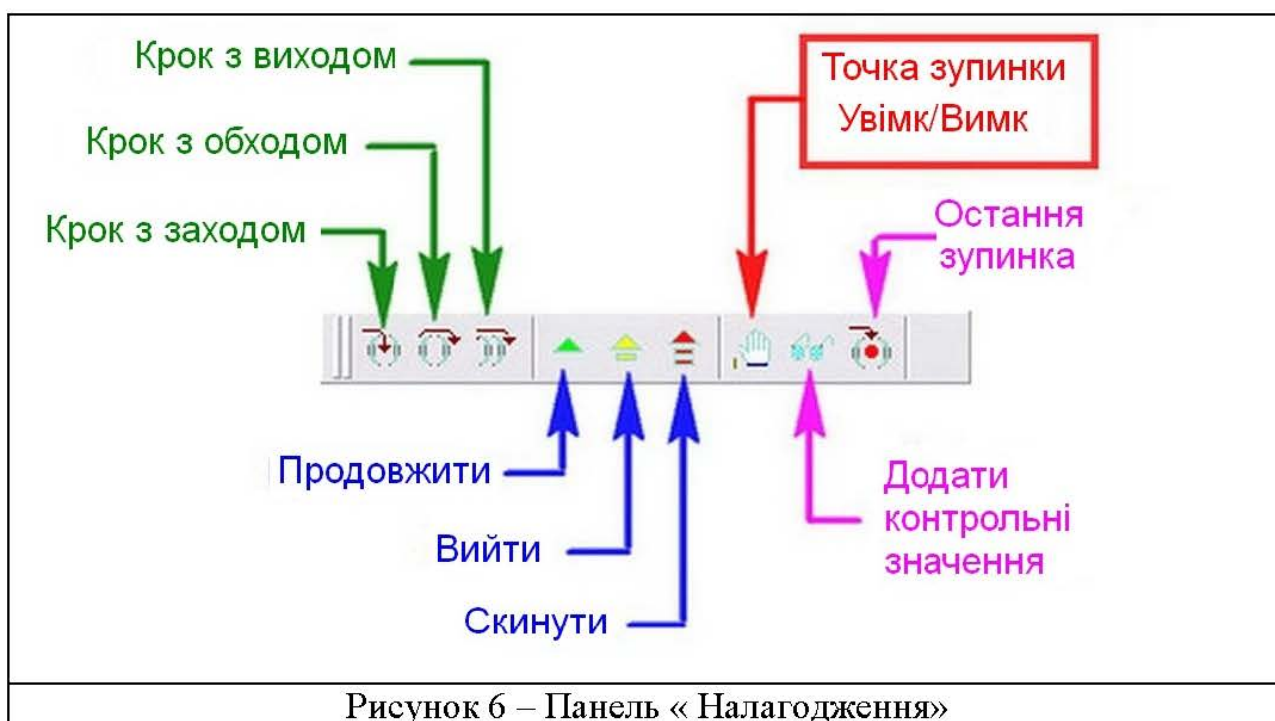 Крок з виходом
Крок з обходом
Крок з заходом
Точка зупинки
Увімк/Вимк
Остання
зупинка
Продовжити
Вийти
Скинути
Додати
контрольні
значення
Рисунок 6 – Панель « Налагодження»